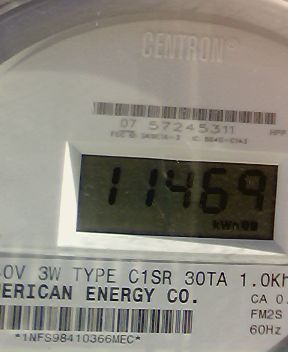 CENTRON®
07 57245311
11469
kWh
0V 3W TYPE C1SR 30TA 1.0Kh
MERICAN ENERGY CO.
CA 0.
FM2S
60Hz
*1NFS98410366MEC*